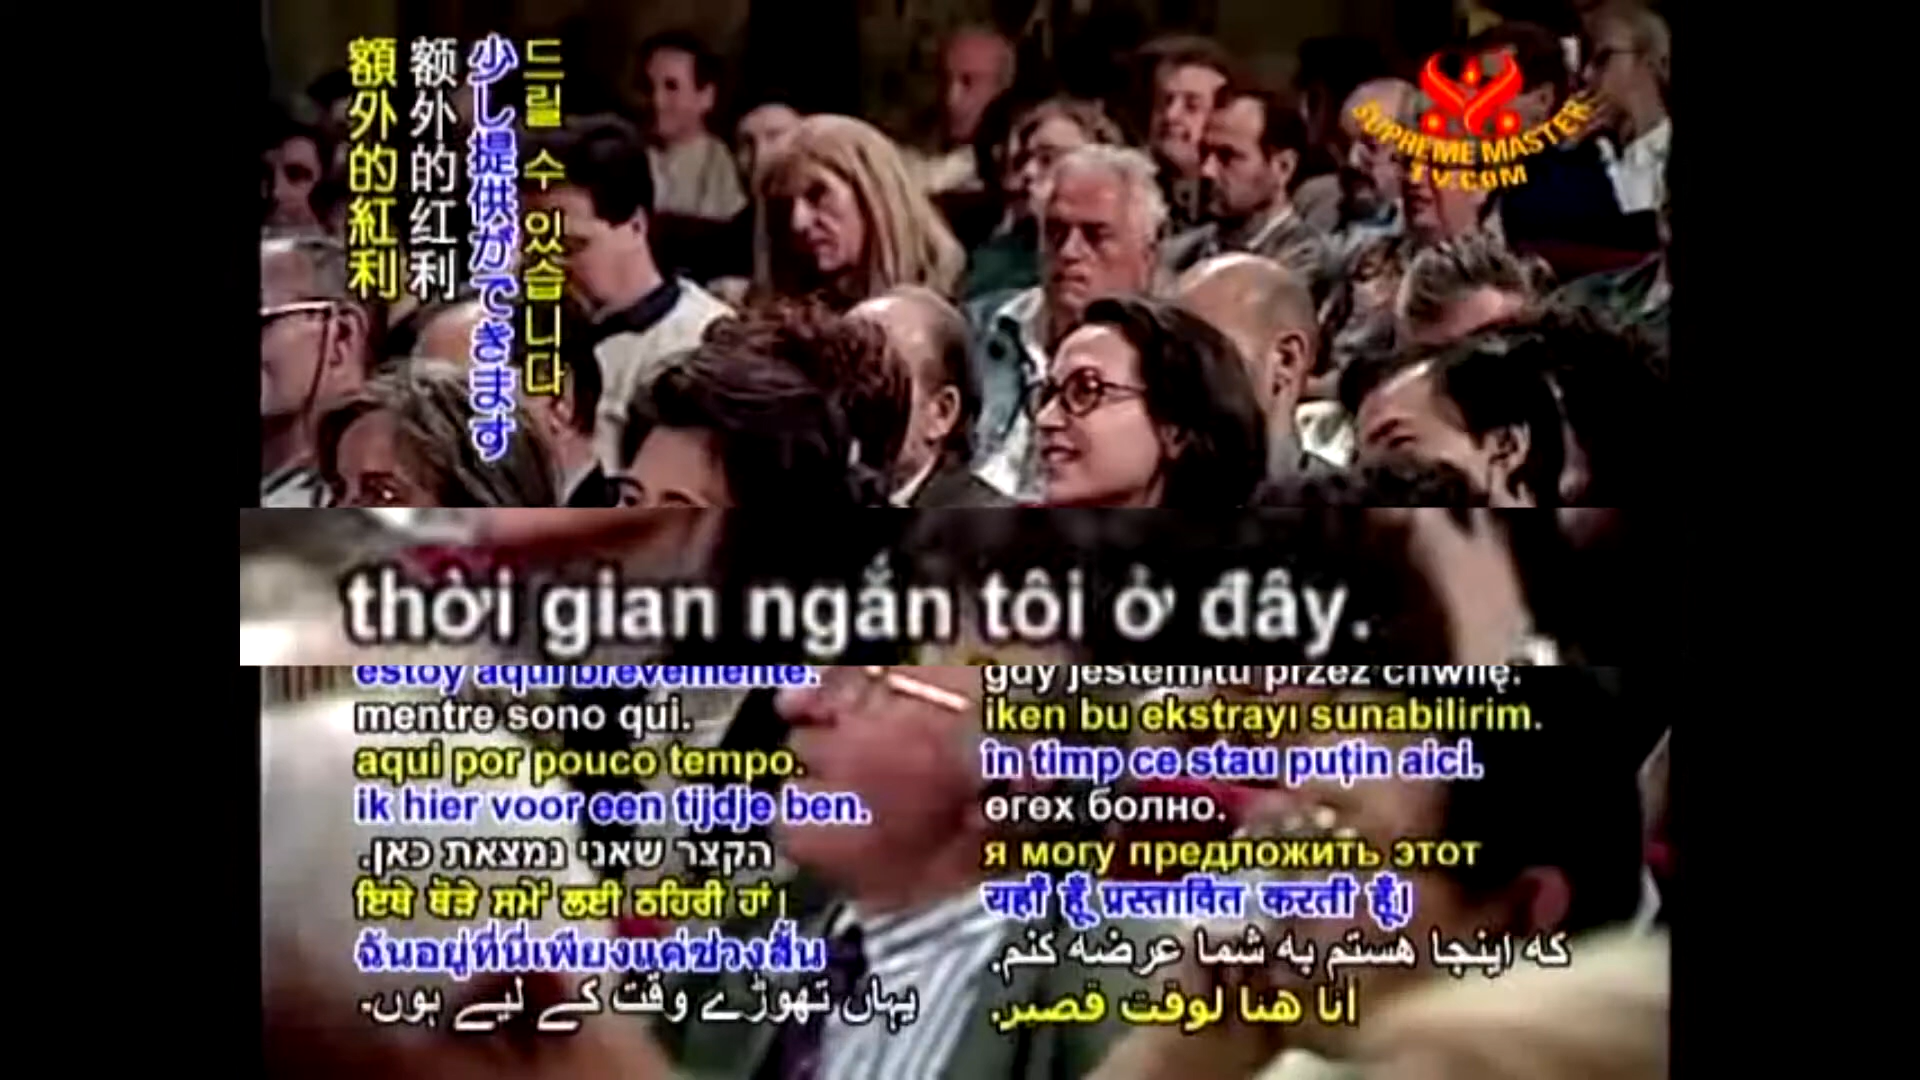 額外的紅利
额外的红利
少し提供ができます
드릴 수 있습니다
SUPREME MASTER
TV.COM
thời gian ngắn tôi ở đây.
estoy aquí brevemente.
mentre sono qui.
aqui por pouco tempo.
ik hier voor een tijdje ben.
הקצר שאני נמצאת כאן.
ਇਥੇ ਥੋੜੇ ਸਮੇਂ ਲਈ ਠਹਿਰੀ ਹਾਂ।
ฉันอยู่ที่นี่เพียงแค่ช่วงสั้น
یہاں تھوڑے وقت کے لیے ہوں۔
gdy jestem tu przez chwilę.
iken bu ekstrayı sunabilirim.
în timp ce stau puţin aici.
өгөх болно.
я могу предложить этот
यहाँ हूँ प्रस्तावित करती हूँ।
که اینجا هستم به شما عرضه کنم.
انا هنا لوقت قصير.